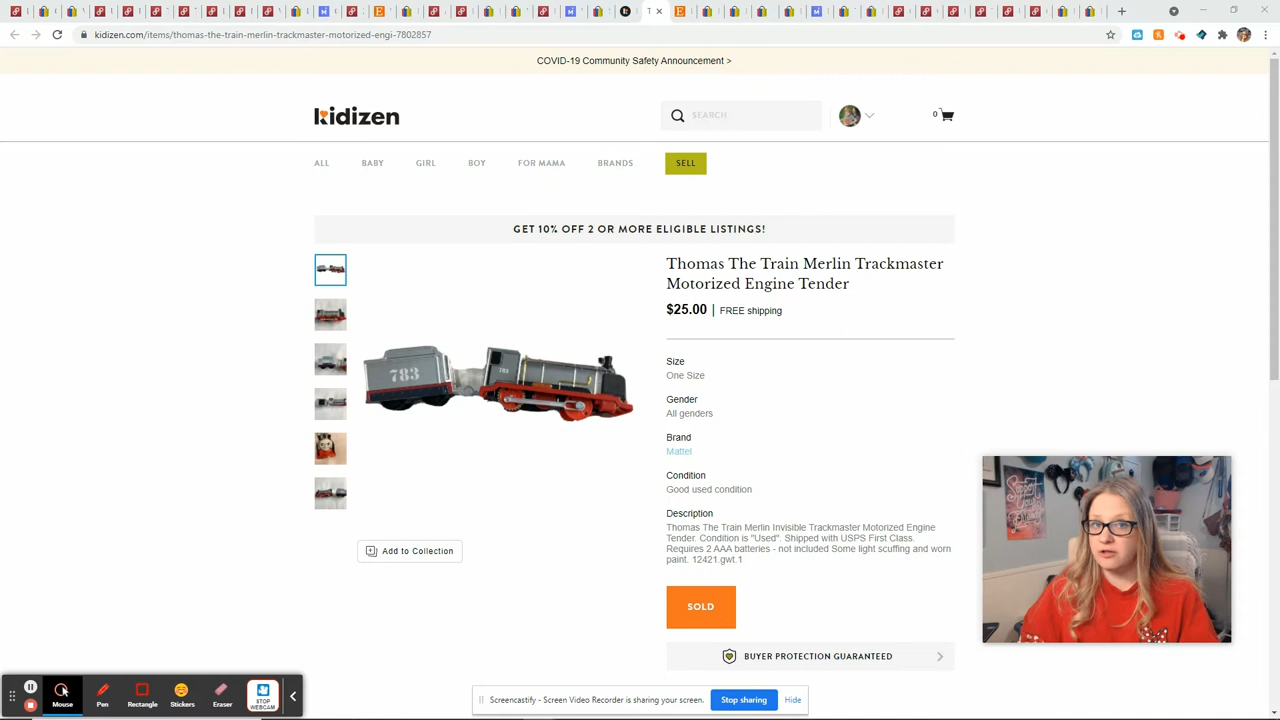 kidizen.com/items/thomas-the-train-merlin-trackmaster-motorized-engi-7802857
COVID-19 Community Safety Announcement >
kidizen
SEARCH
0
ALL
BABY
GIRL
BOY
FOR MAMA
BRANDS
SELL
GET 10% OFF 2 OR MORE ELIGIBLE LISTINGS!
Thomas The Train Merlin Trackmaster
Motorized Engine Tender
$25.00 | FREE shipping
783
783
Size
One Size
Gender
All genders
Brand
Mattel
Condition
Good used condition
Description
Thomas The Train Merlin Invisible Trackmaster Motorized Engine
Tender. Condition is "Used". Shipped with USPS First Class.
Requires 2 AAA batteries - not included Some light scuffing and worn
paint. 12421.gwt.1
Add to Collection
SOLD
BUYER PROTECTION GUARANTEED
Support
Your
Mouse
Pen
Rectangle
Stickers
Eraser
STOP
WEBCAM
Screencastify - Screen Video Recorder is sharing your screen.
Stop sharing
Hide